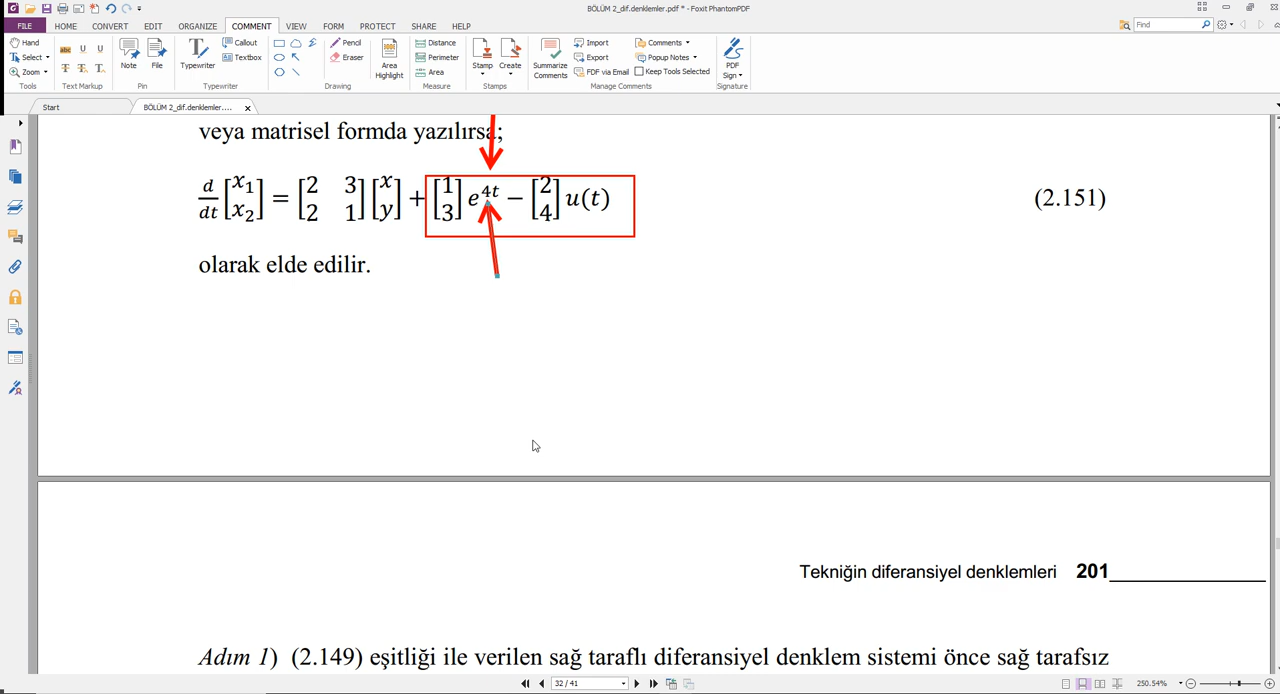 BÖLÜM 2_dif.denklemler.pdf * - Foxit PhantomPDF
FILE HOME CONVERT EDIT ORGANIZE COMMENT VIEW FORM PROTECT SHARE HELP Find
Hand Select Zoom Tools
Text Markup
Note File Pin
Typewriter Callout Textbox Typewriter
Pencil Eraser Area Highlight Drawing
Distance Perimeter Area Measure
Stamp Create Stamps
Summarize Comments Import Export FDF via Email Comments Popup Notes Keep Tools Selected Manage Comments
PDF Sign Signature
Start BÖLÜM 2_dif.denklemler....
veya matrisel formda yazılırsa;
d/dt [x₁ x₂] = [2 3 2 1] [x y] + [1 3] e^4t − [2 4] u(t) (2.151)
olarak elde edilir.
Tekniğin diferansiyel denklemleri 201
Adım 1) (2.149) eşitliği ile verilen sağ taraflı diferansiyel denklem sistemi önce sağ tarafsız
32 / 41 250.54%